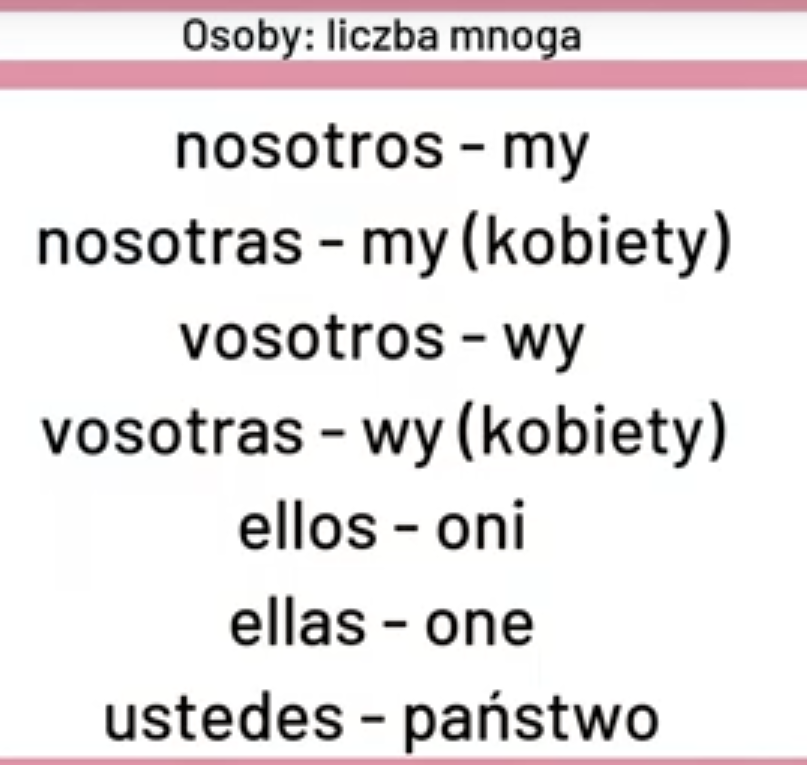 Osoby: liczba mnoga
nosotros - my
nosotras - my (kobiety)
vosotros - wy
vosotras - wy (kobiety)
ellos - oni
ellas - one
ustedes - państwo